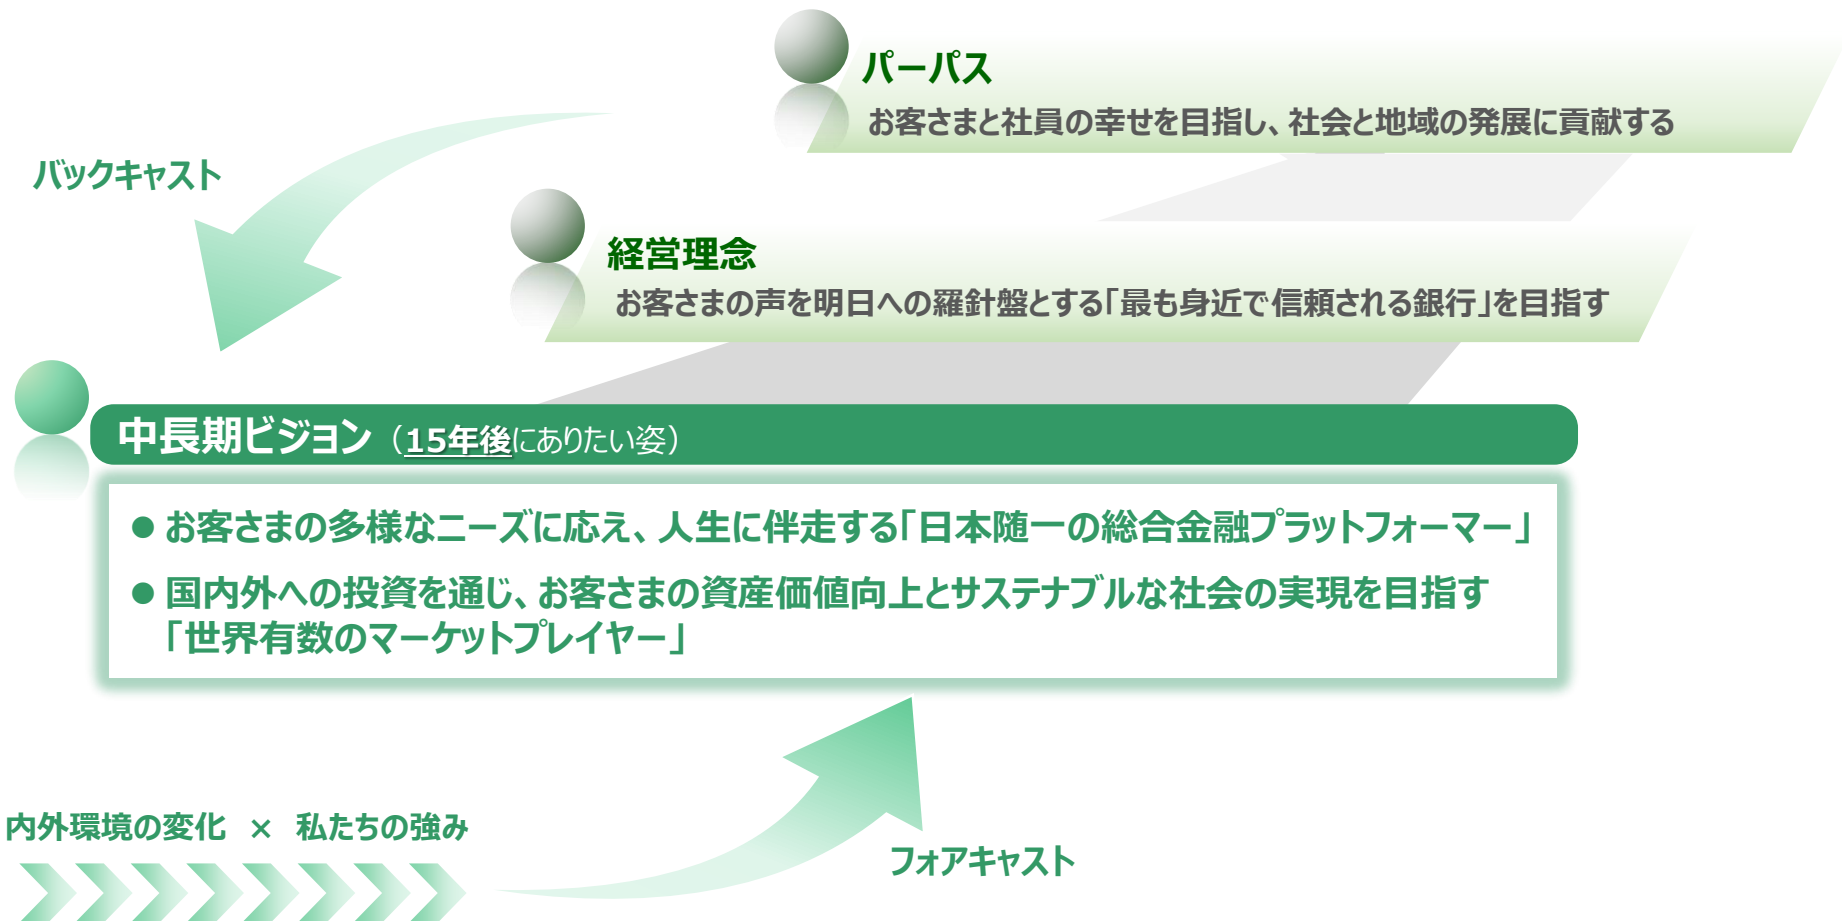 パーパス
お客さまと社員の幸せを目指し、社会と地域の発展に貢献する
バックキャスト
経営理念
お客さまの声を明日への羅針盤とする「最も身近で信頼される銀行」を目指す
中長期ビジョン（15年後にありたい姿）
● お客さまの多様なニーズに応え、人生に伴走する「日本随一の総合金融プラットフォーマー」
● 国内外への投資を通じ、お客さまの資産価値向上とサステナブルな社会の実現を目指す
「世界有数のマーケットプレイヤー」
内外環境の変化 × 私たちの強み
フォアキャスト